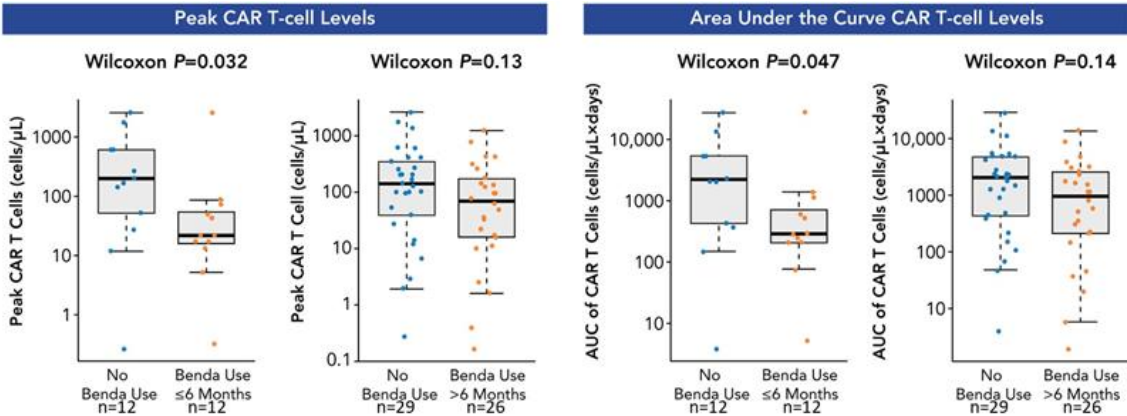 Peak CAR T-cell Levels
Wilcoxon P=0.032
Peak CAR T Cells (cells/μL)
1000
100
10
1
No
Benda Use
n=12
Benda Use
≤6 Months
n=12
Wilcoxon P=0.13
Peak CAR T Cell (cells/μL)
1000
100
10
1
0.1
No
Benda Use
n=29
Benda Use
>6 Months
n=26
Area Under the Curve CAR T-cell Levels
Wilcoxon P=0.047
AUC of CAR T Cells (cells/μL×days)
10,000
1000
100
10
No
Benda Use
n=12
Benda Use
≤6 Months
n=12
Wilcoxon P=0.14
AUC of CAR T Cells (cells/μL×days)
10,000
1000
100
10
No
Benda Use
n=29
Benda Use
>6 Months
n=26